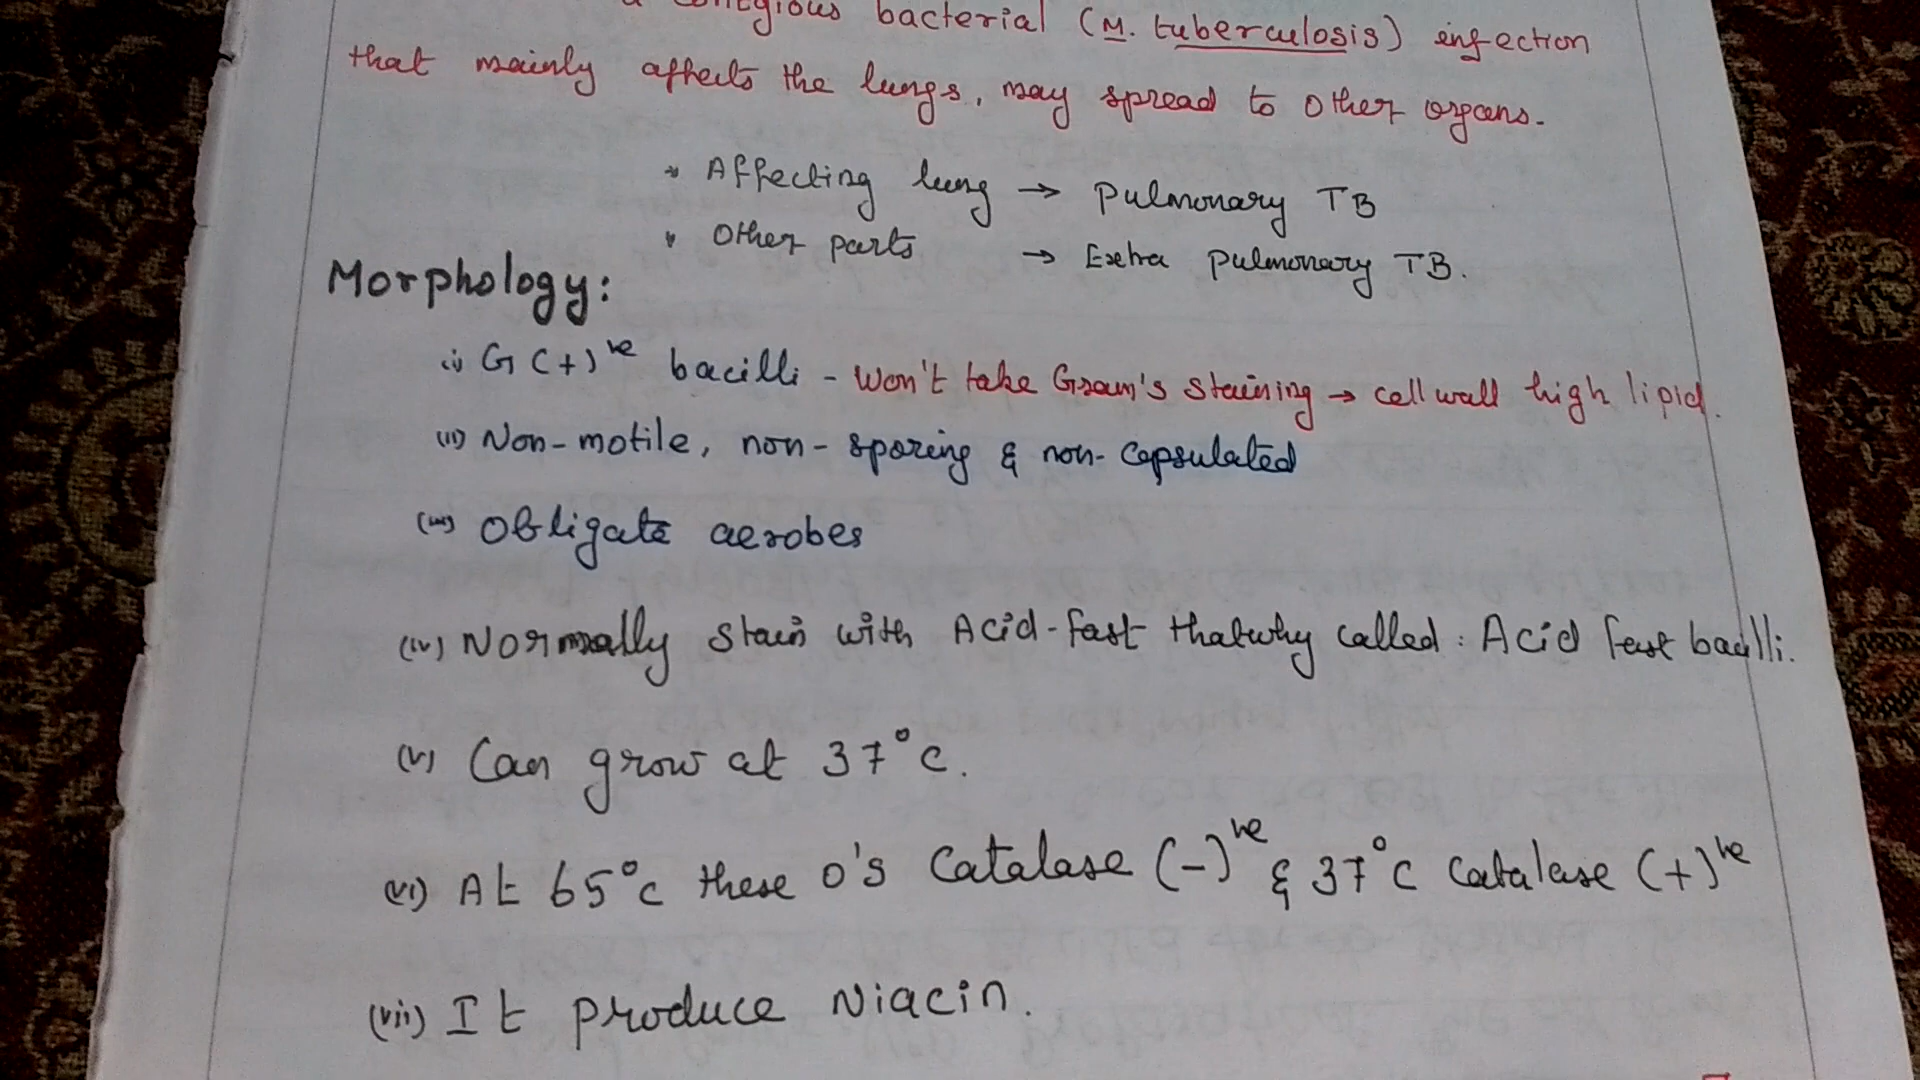 a contigious bacterial (M. tuberculosis) infection
that mainly affects the lungs, may spread to other organs.
* Affecting lung → Pulmonary TB
* Other parts → Extra pulmonary TB.
Morphology:
(i) G (+)ve bacilli - Won't take Gram's Staining → cell wall high lipid.
(ii) Non-motile, non-sporing & non-capsulated
(iii) Obligate aerobes
(iv) Normally stain with Acid-fast thatwhy called : Acid fast bacilli.
(v) Can grow at 37°C.
(vi) At 65°C these O's Catalase (-)ve & 37°C Catalase (+)ve
(vii) It produce Niacin.